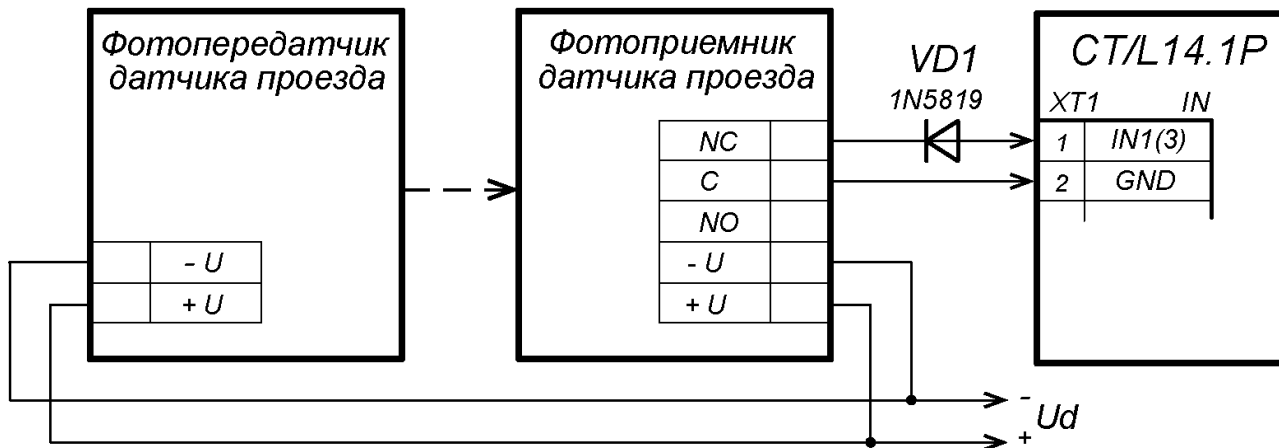 Фотопередатчик
датчика проезда
- U
+ U
Фотоприемник
датчика проезда
NC
C
NO
- U
+ U
VD1
1N5819
CT/L14.1P
XT1 IN
1 IN1(3)
2 GND
-
Ud
+